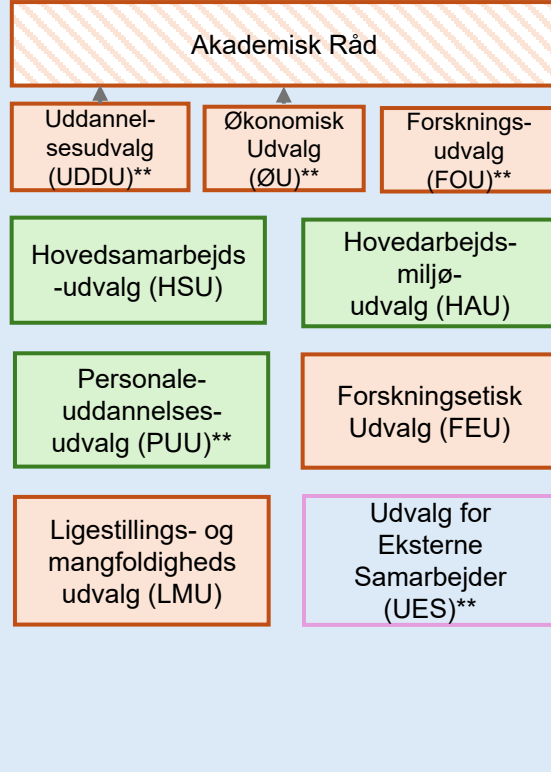 Akademisk Råd
Uddannel-
sesudvalg
(UDDU)**
Økonomisk
Udvalg
(ØU)**
Forsknings-
udvalg
(FOU)**
Hovedsamarbejds
-udvalg (HSU)
Hovedarbejds-
miljø-
udvalg (HAU)
Personale-
uddannelses-
udvalg (PUU)**
Forskningsetisk
Udvalg (FEU)
Ligestillings- og
mangfoldigheds
udvalg (LMU)
Udvalg for
Eksterne
Samarbejder
(UES)**